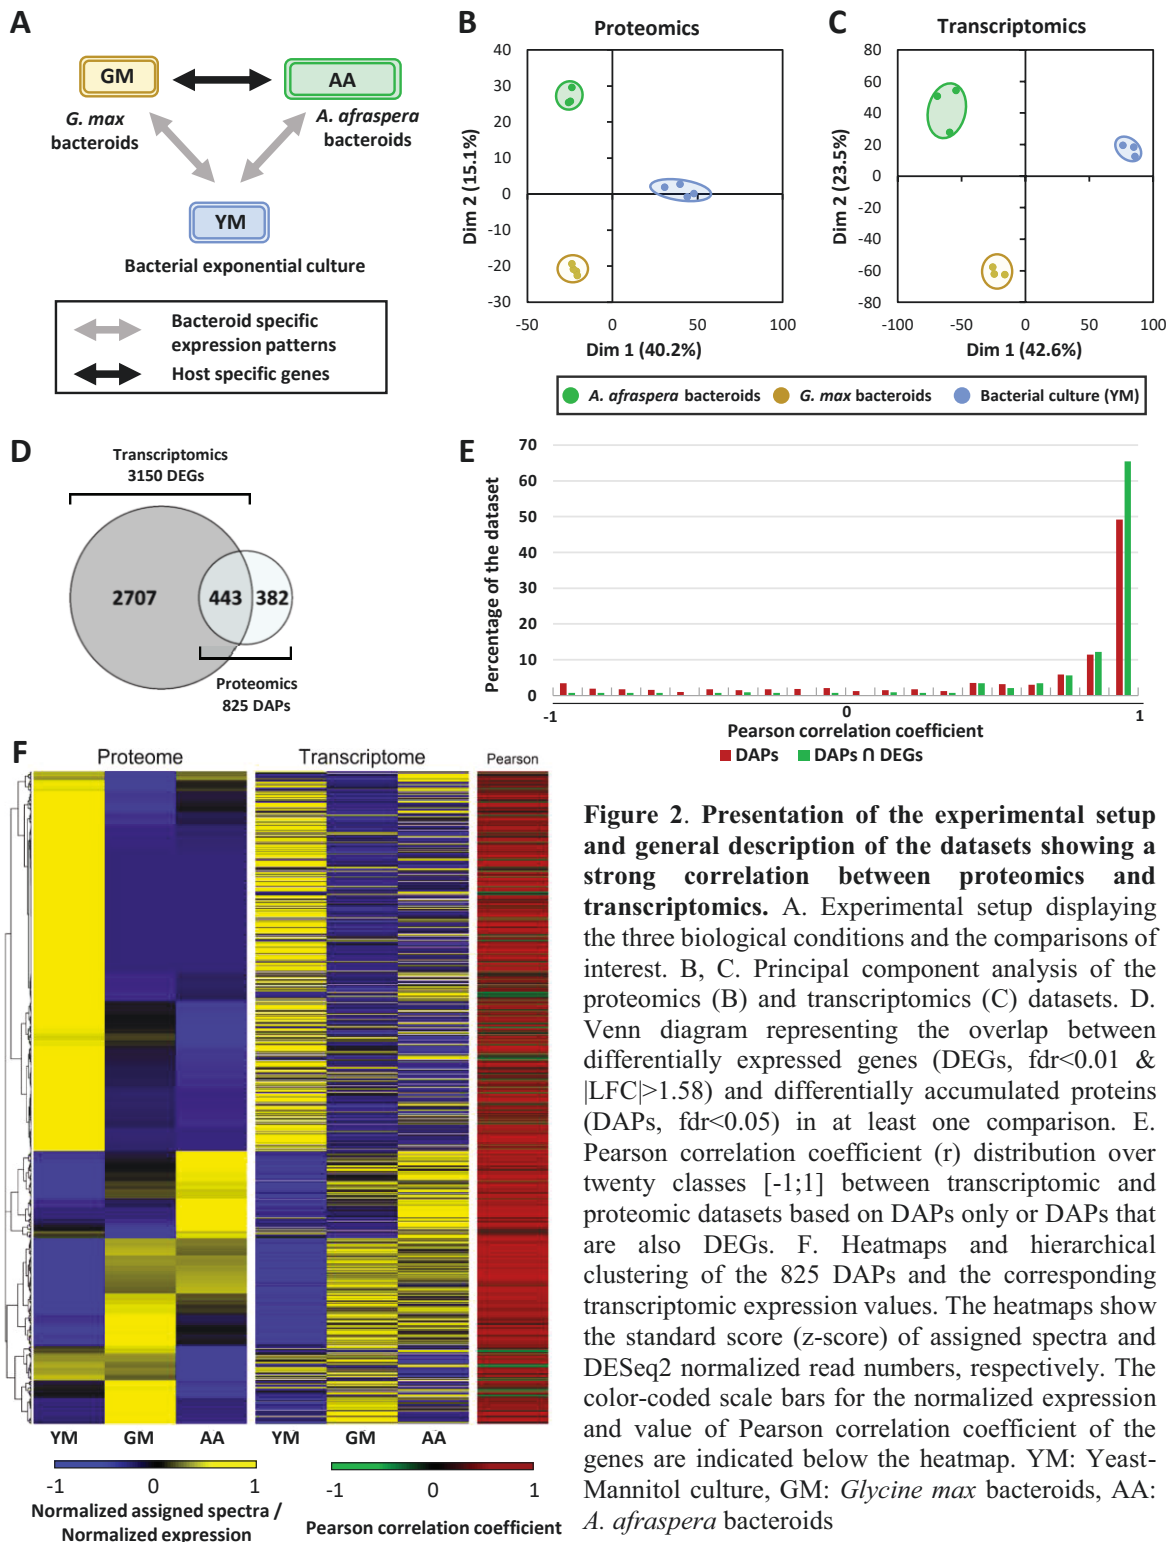 A
GM
AA
G. max
bacteroids
A. afraspera
bacteroids
YM
Bacterial exponential culture
Bacteroid specific
expression patterns
Host specific genes
B
Proteomics
40
30
20
10
0
-10
-20
-30
Dim 2 (15.1%)
-50
0
50
100
Dim 1 (40.2%)
C
Transcriptomics
80
60
40
20
0
-20
-40
-60
-80
Dim 2 (23.5%)
-100
-50
0
50
100
Dim 1 (42.6%)
A. afraspera bacteroids
G. max bacteroids
Bacterial culture (YM)
D
Transcriptomics
3150 DEGs
2707
443
382
Proteomics
825 DAPs
E
70
60
50
40
30
20
10
0
Percentage of the dataset
-1
0
1
Pearson correlation coefficient
DAPs
DAPs ∩ DEGs
F
Proteome
Transcriptome
Pearson
YM
GM
AA
YM
GM
AA
-1
0
1
Normalized assigned spectra /
Normalized expression
-1
0
1
Pearson correlation coefficient
Figure 2. Presentation of the experimental setup
and general description of the datasets showing a
strong correlation between proteomics and
transcriptomics. A. Experimental setup displaying
the three biological conditions and the comparisons of
interest. B, C. Principal component analysis of the
proteomics (B) and transcriptomics (C) datasets. D.
Venn diagram representing the overlap between
differentially expressed genes (DEGs, fdr<0.01 &
|LFC|>1.58) and differentially accumulated proteins
(DAPs, fdr<0.05) in at least one comparison. E.
Pearson correlation coefficient (r) distribution over
twenty classes [-1;1] between transcriptomic and
proteomic datasets based on DAPs only or DAPs that
are also DEGs. F. Heatmaps and hierarchical
clustering of the 825 DAPs and the corresponding
transcriptomic expression values. The heatmaps show
the standard score (z-score) of assigned spectra and
DESeq2 normalized read numbers, respectively. The
color-coded scale bars for the normalized expression
and value of Pearson correlation coefficient of the
genes are indicated below the heatmap. YM: Yeast-
Mannitol culture, GM: Glycine max bacteroids, AA:
A. afraspera bacteroids